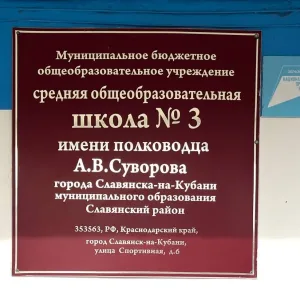 Муниципальное бюджетное
общеобразовательное учреждение
средняя общеобразовательная
школа № 3
имени полководца
А.В.Суворова
города Славянска-на-Кубани
муниципального образования
Славянский район
353563, РФ, Краснодарский край,
город Славянск-на-Кубани,
улица Спортивная, д.6